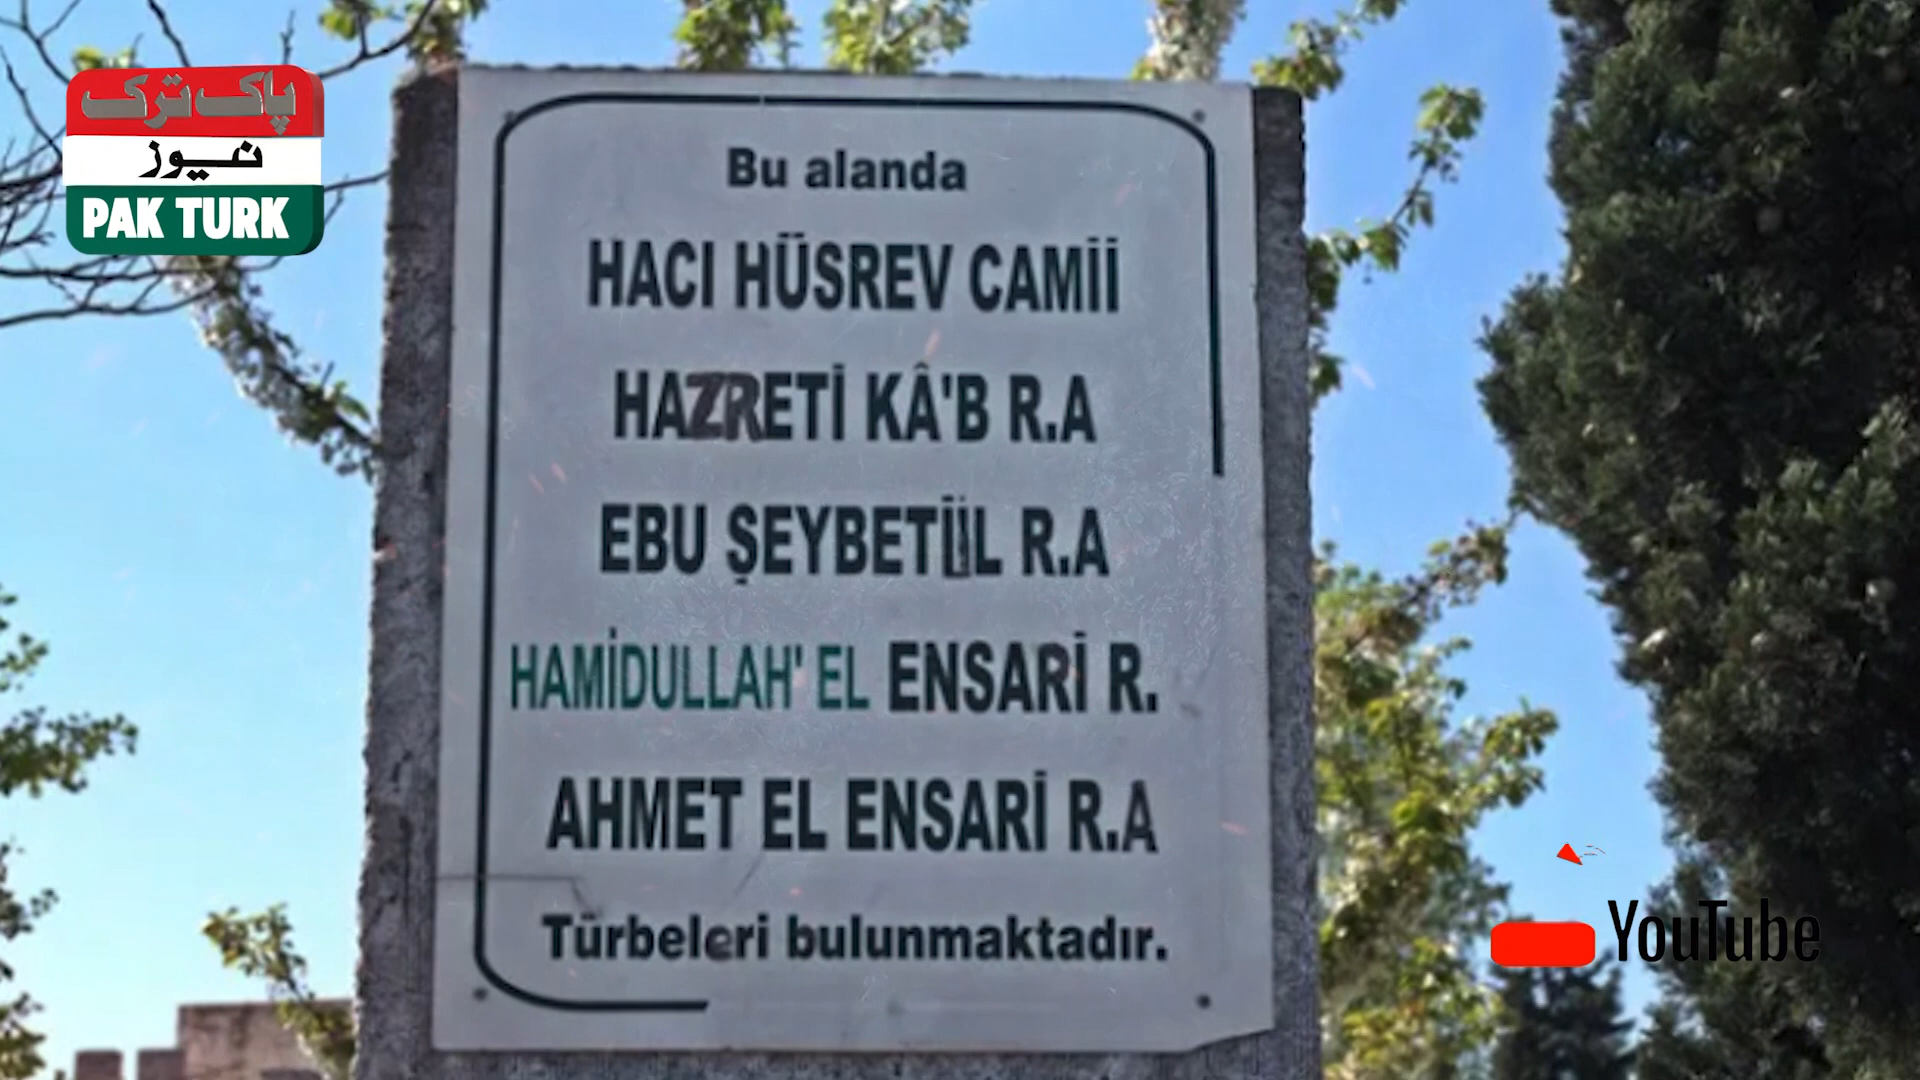 پاک ترک
نیوز
PAK TURK
Bu alanda
HACI HÜSREV CAMİİ
HAZRETİ KÂ'B R.A
EBU ŞEYBETÜL R.A
HAMİDULLAH' EL ENSARİ R.
AHMET EL ENSARİ R.A
Türbeleri bulunmaktadır.
YouTube